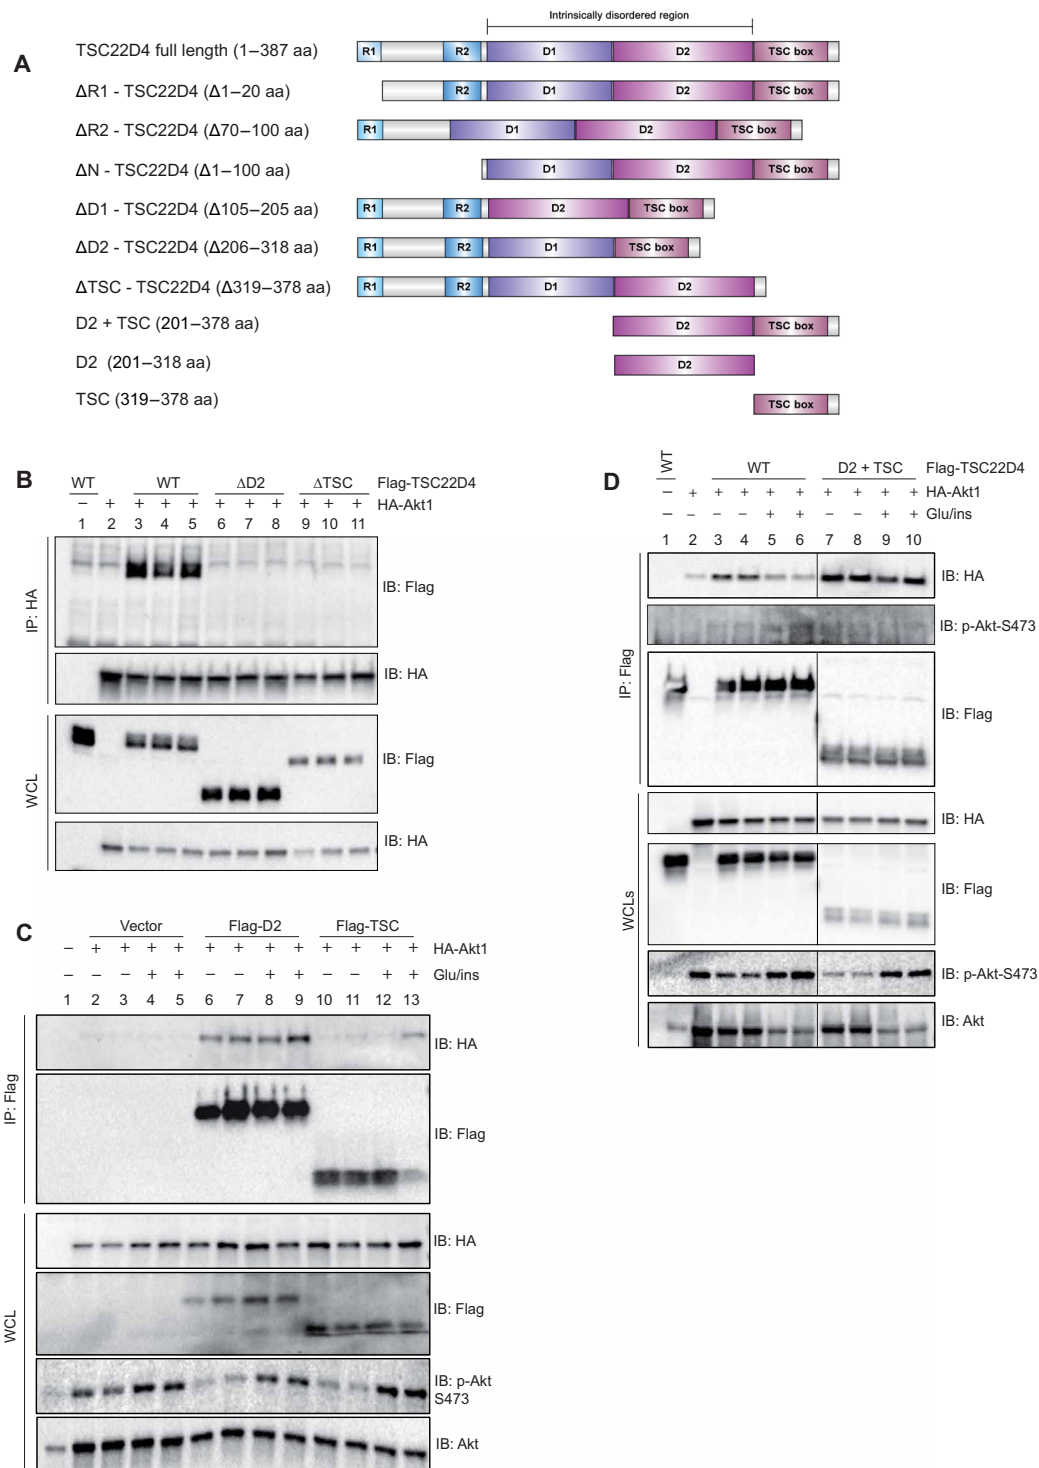 A
Intrinsically disordered region
TSC22D4 full length (1–387 aa) R1 R2 D1 D2 TSC box
ΔR1 - TSC22D4 (Δ1–20 aa) R2 D1 D2 TSC box
ΔR2 - TSC22D4 (Δ70–100 aa) R1 D1 D2 TSC box
ΔN - TSC22D4 (Δ1–100 aa) D1 D2 TSC box
ΔD1 - TSC22D4 (Δ105–205 aa) R1 R2 D2 TSC box
ΔD2 - TSC22D4 (Δ206–318 aa) R1 R2 D1 TSC box
ΔTSC - TSC22D4 (Δ319–378 aa) R1 R2 D1 D2
D2 + TSC (201–378 aa) D2 TSC box
D2 (201–318 aa) D2
TSC (319–378 aa) TSC box
B
WT WT ΔD2 ΔTSC Flag-TSC22D4
– + + + + + + + + + + HA-Akt1
1 2 3 4 5 6 7 8 9 10 11
IP: HA
IB: Flag
IB: HA
WCL
IB: Flag
IB: HA
C
Vector Flag-D2 Flag-TSC
– + + + + + + + + + + + + HA-Akt1
– – – + + – – + + – – + + Glu/ins
1 2 3 4 5 6 7 8 9 10 11 12 13
IP: Flag
IB: HA
IB: Flag
WCL
IB: HA
IB: Flag
IB: p-Akt
S473
IB: Akt
D
WT WT D2 + TSC Flag-TSC22D4
– + + + + + + + + + HA-Akt1
– – – – + + – – + + Glu/ins
1 2 3 4 5 6 7 8 9 10
IP: Flag
IB: HA
IB: p-Akt-S473
IB: Flag
WCLs
IB: HA
IB: Flag
IB: p-Akt-S473
IB: Akt